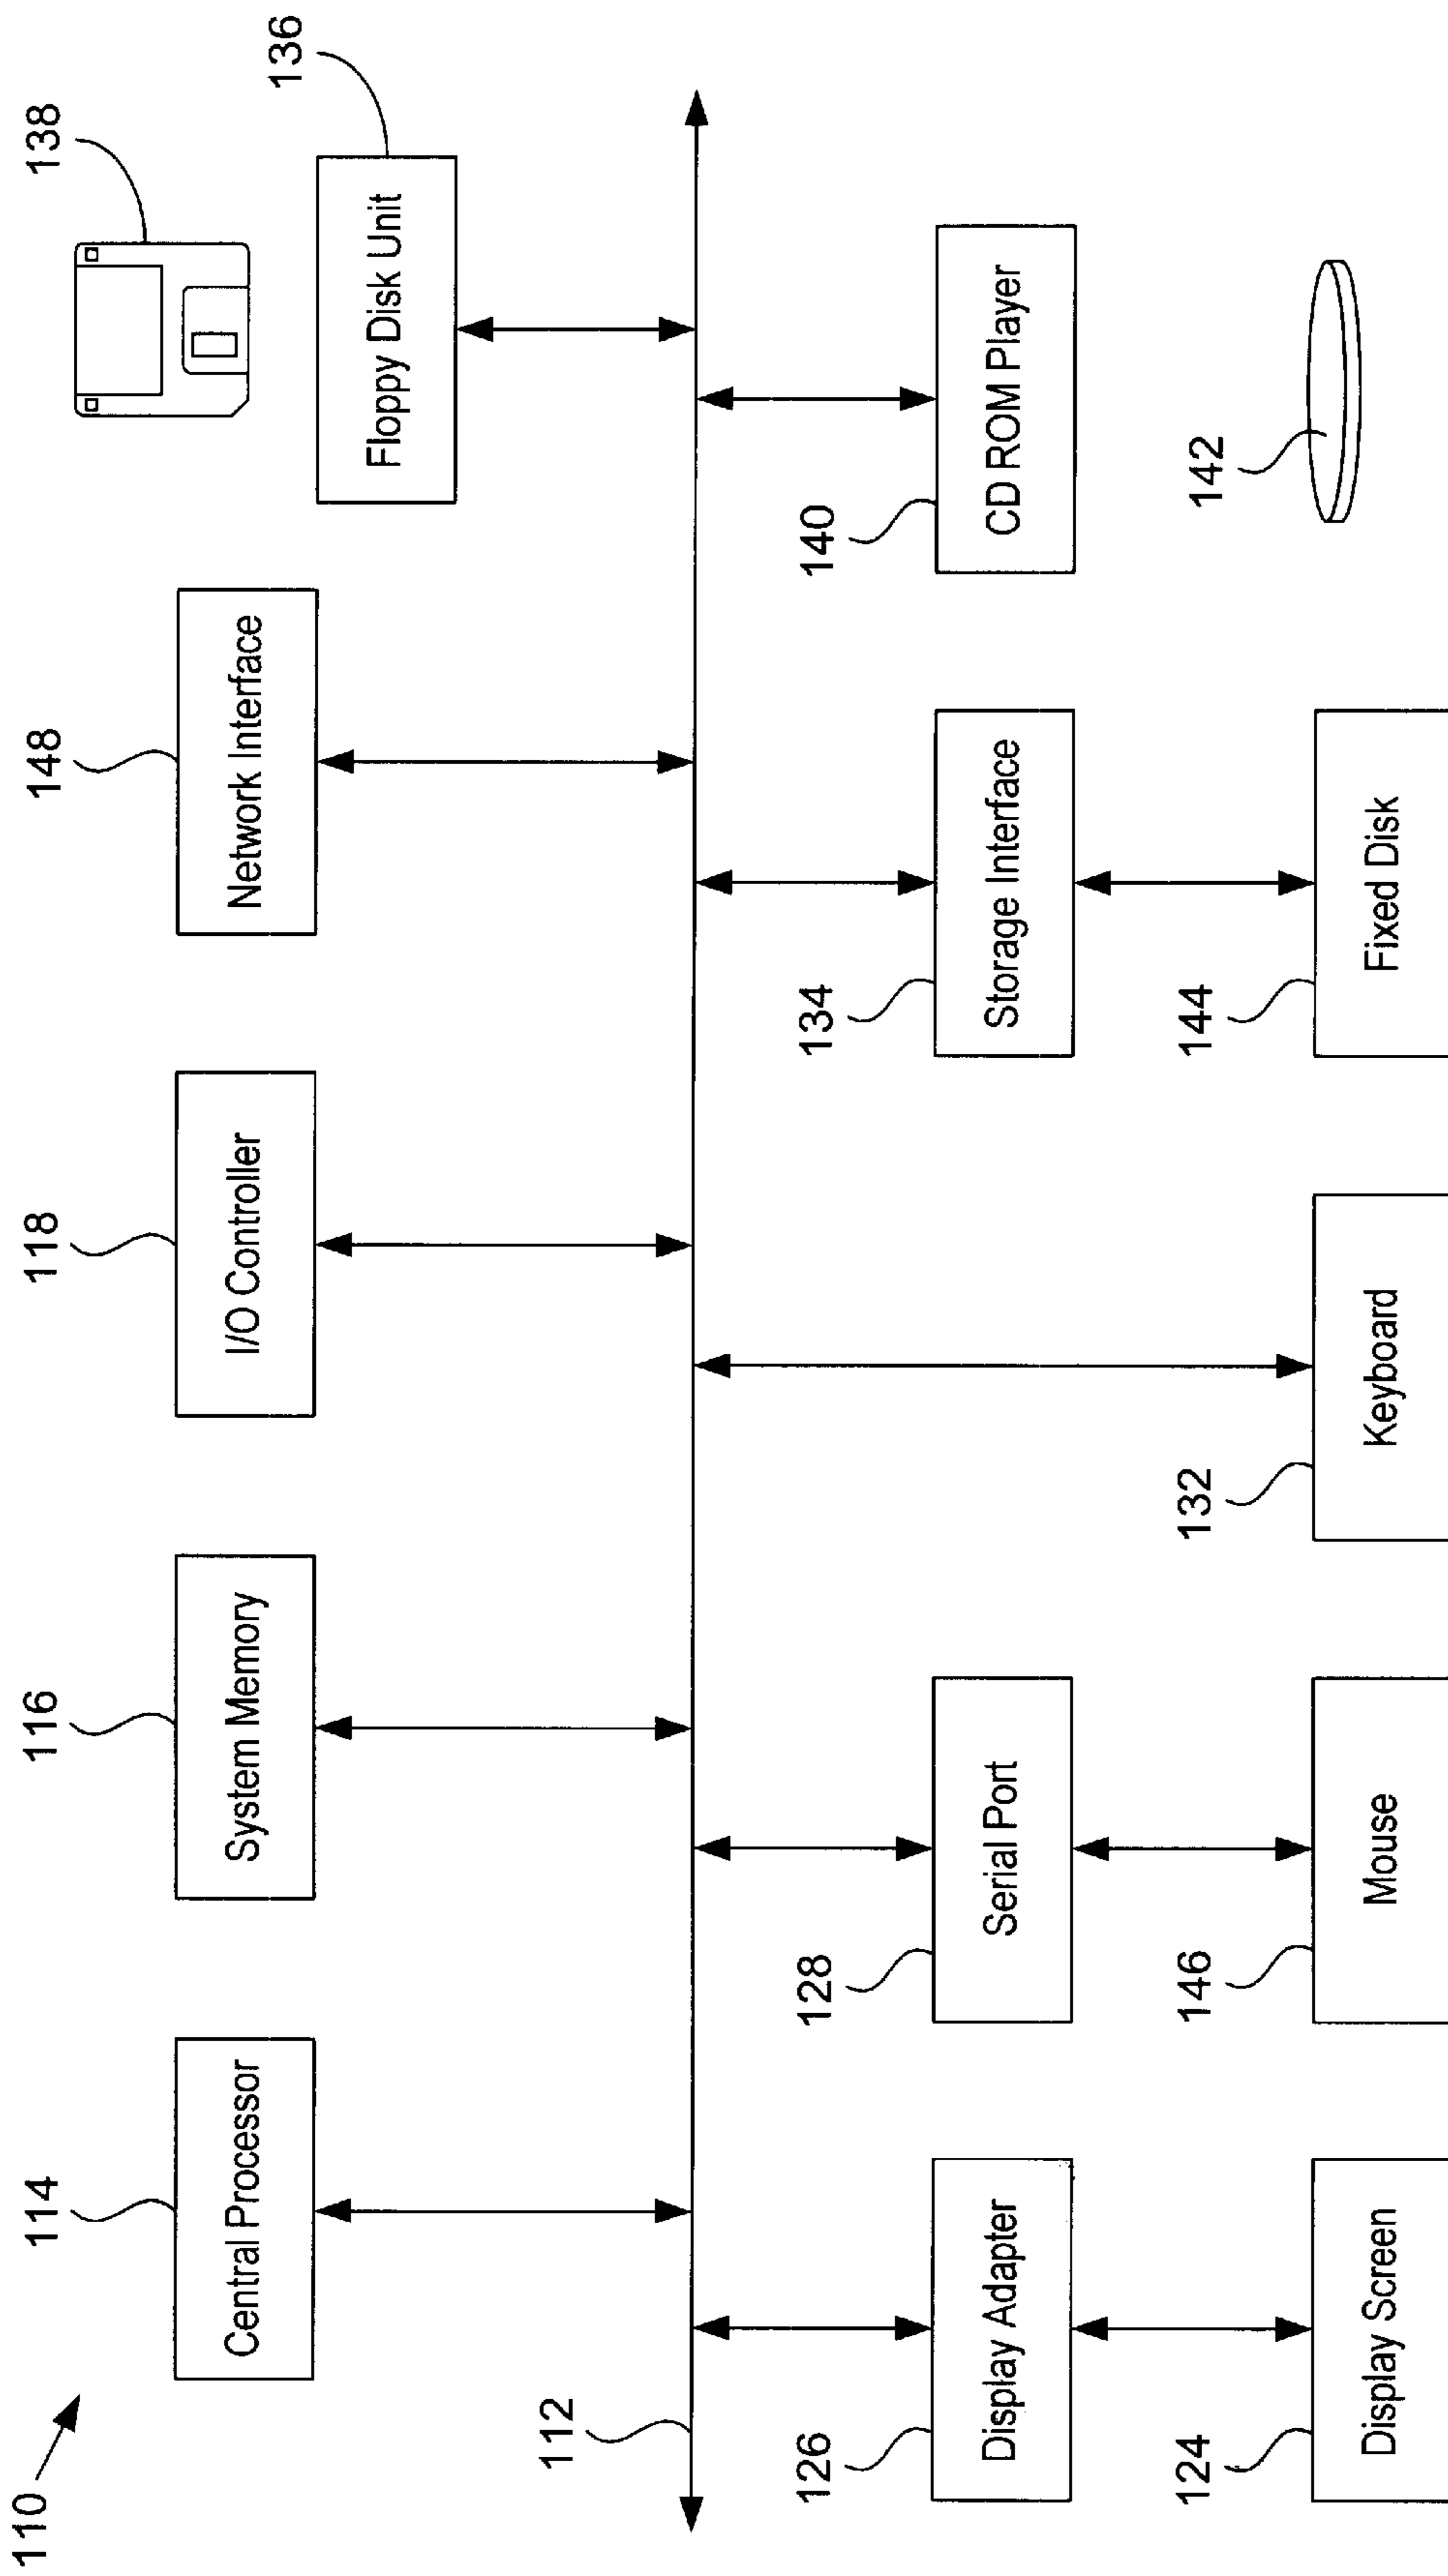 110
114
116
118
148
138
136
Central Processor
System Memory
I/O Controller
Network Interface
Floppy Disk Unit
112
126
128
134
140
Display Adapter
Serial Port
Storage Interface
CD ROM Player
124
146
132
144
142
Display Screen
Mouse
Keyboard
Fixed Disk